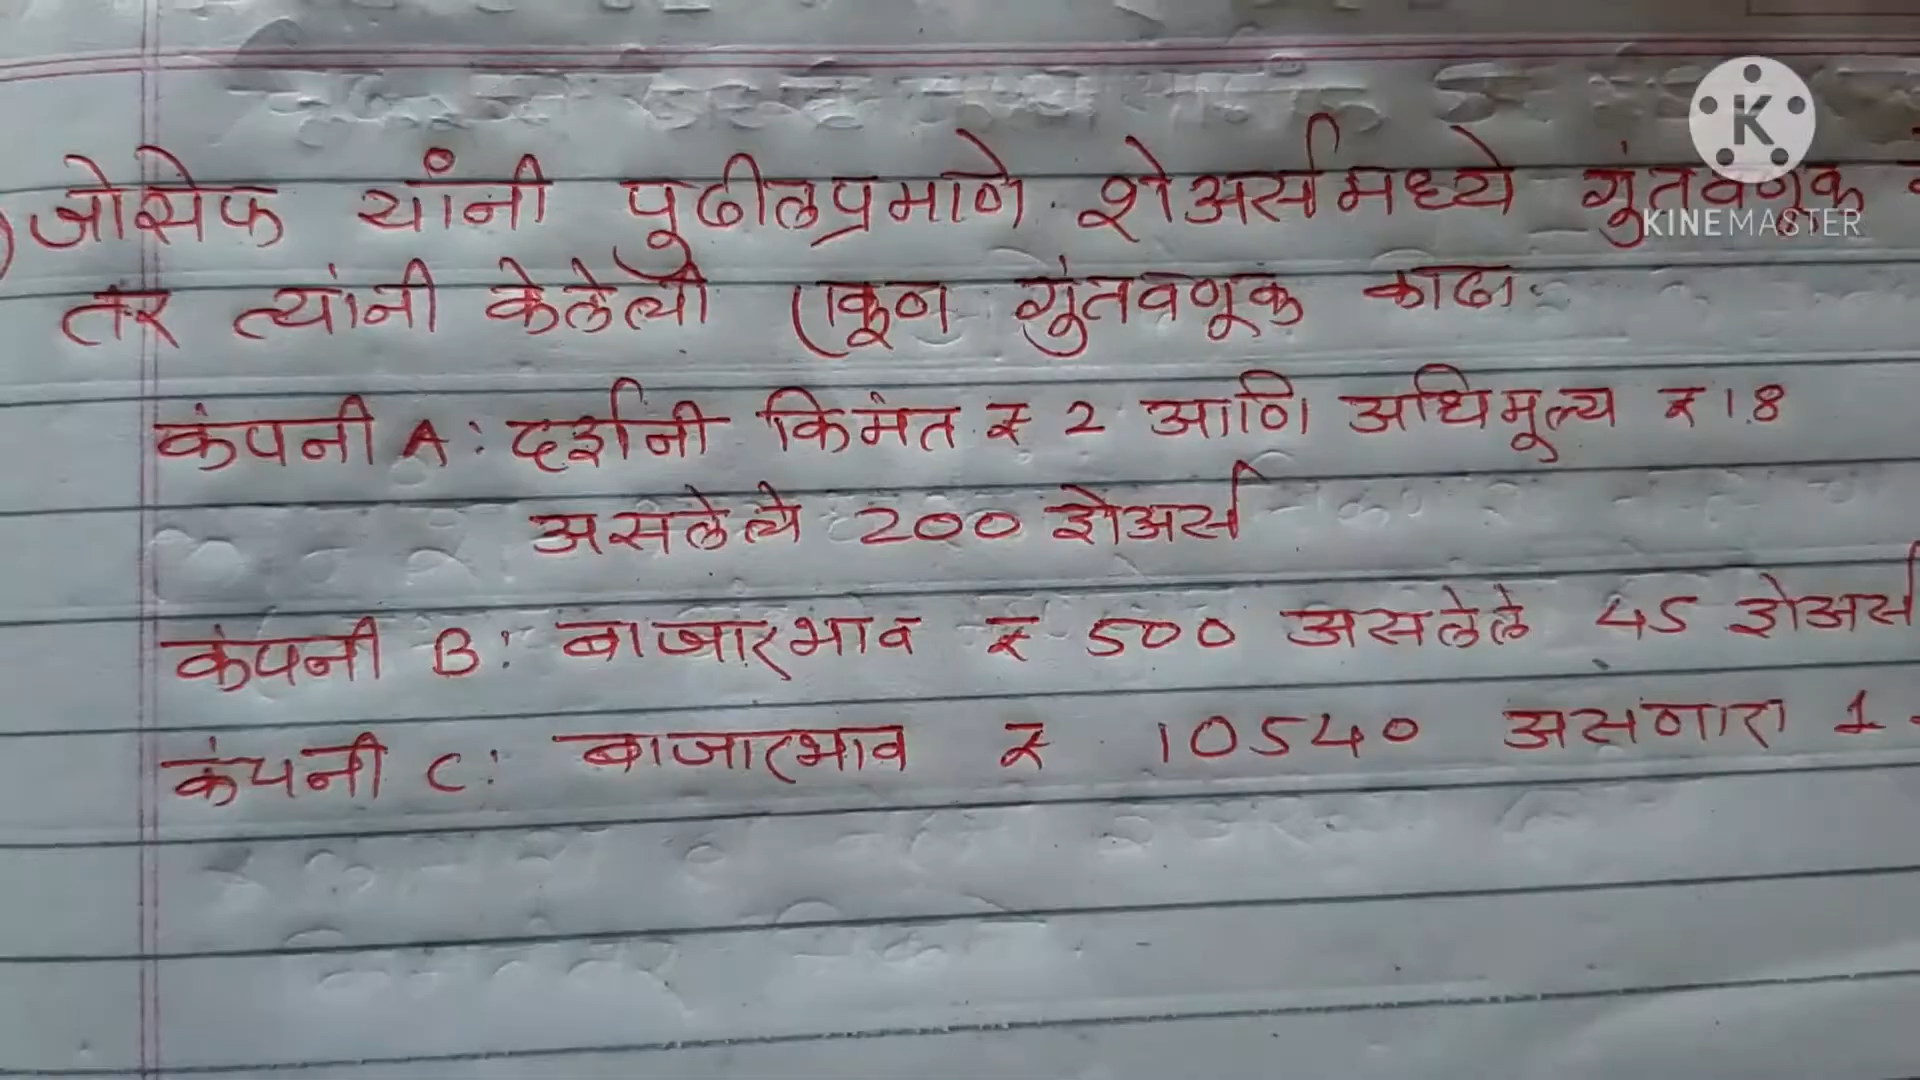 जोसेफ यांनी पुढीलप्रमाणे शेअर्समध्ये गुंतवणूक
तर त्यांनी केलेली एकूण गुंतवणूक काढा.
कंपनी A: दर्शनी किंमत ₹ 2 आणि अधिमूल्य ₹ 18
असलेले 200 शेअर्स
कंपनी B: बाजारभाव ₹ 500 असलेले 45 शेअर्स
कंपनी C: बाजारभाव ₹ 10540 असणारा 1
K
KINEMASTER